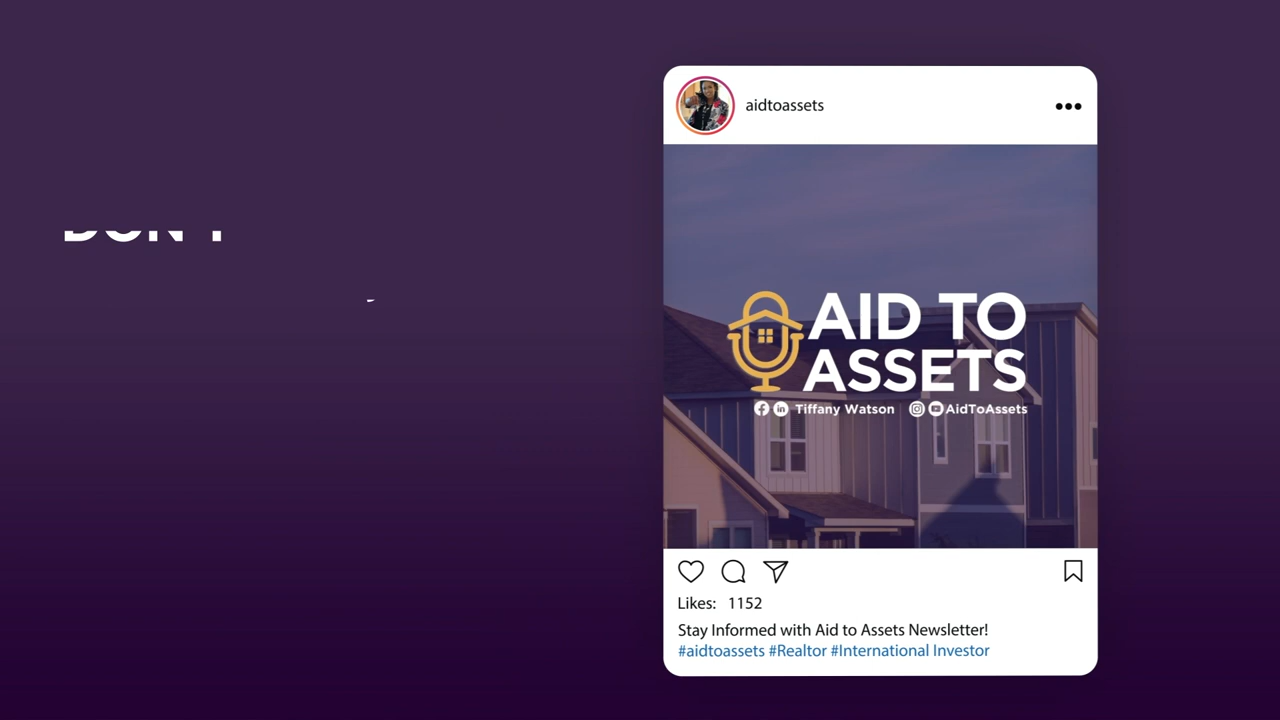 DON'T
aidtoassets
AID TO
ASSETS
Tiffany Watson AidToAssets
Likes: 1152
Stay Informed with Aid to Assets Newsletter!
#aidtoassets #Realtor #International Investor